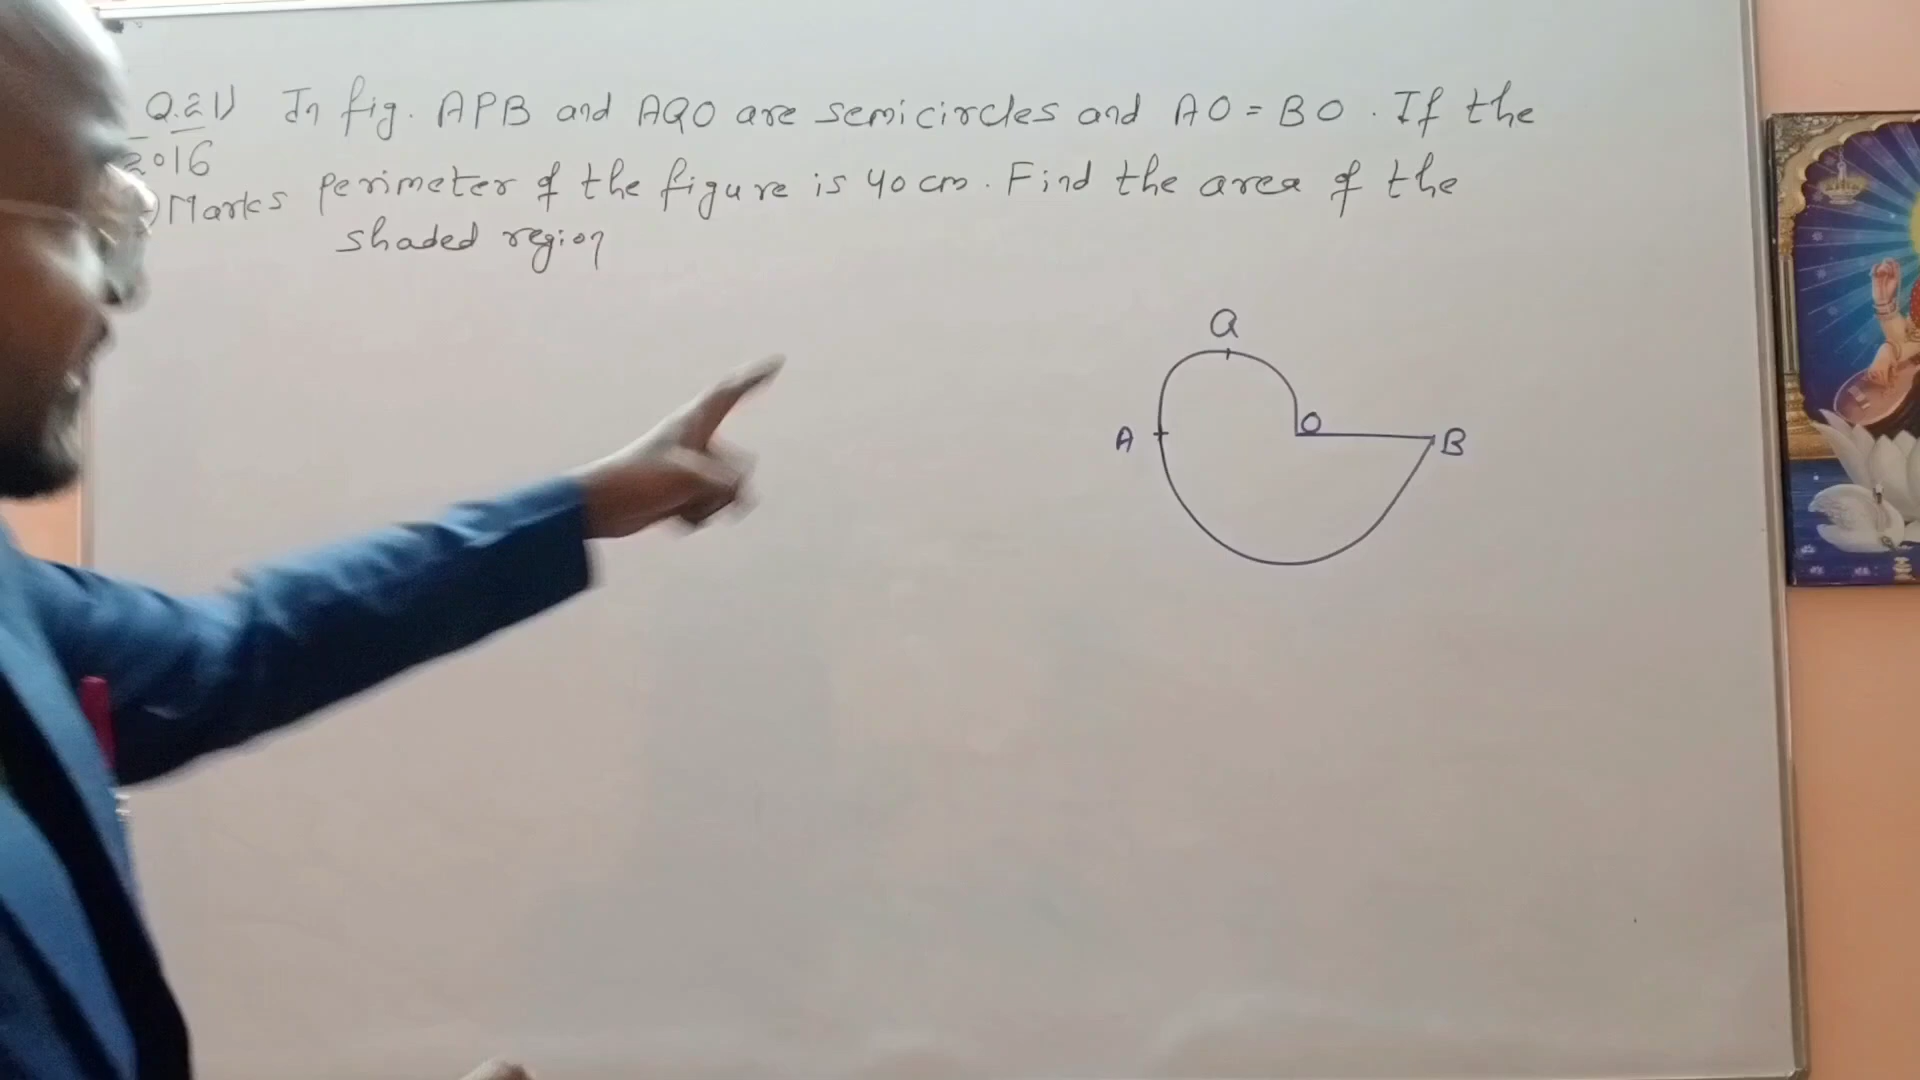 Q.21) In fig. APB and AQO are semicircles and AO = BO . If the
2016
Marks perimeter of the figure is 40 cm. Find the area of the
shaded region
Q
O
A
B